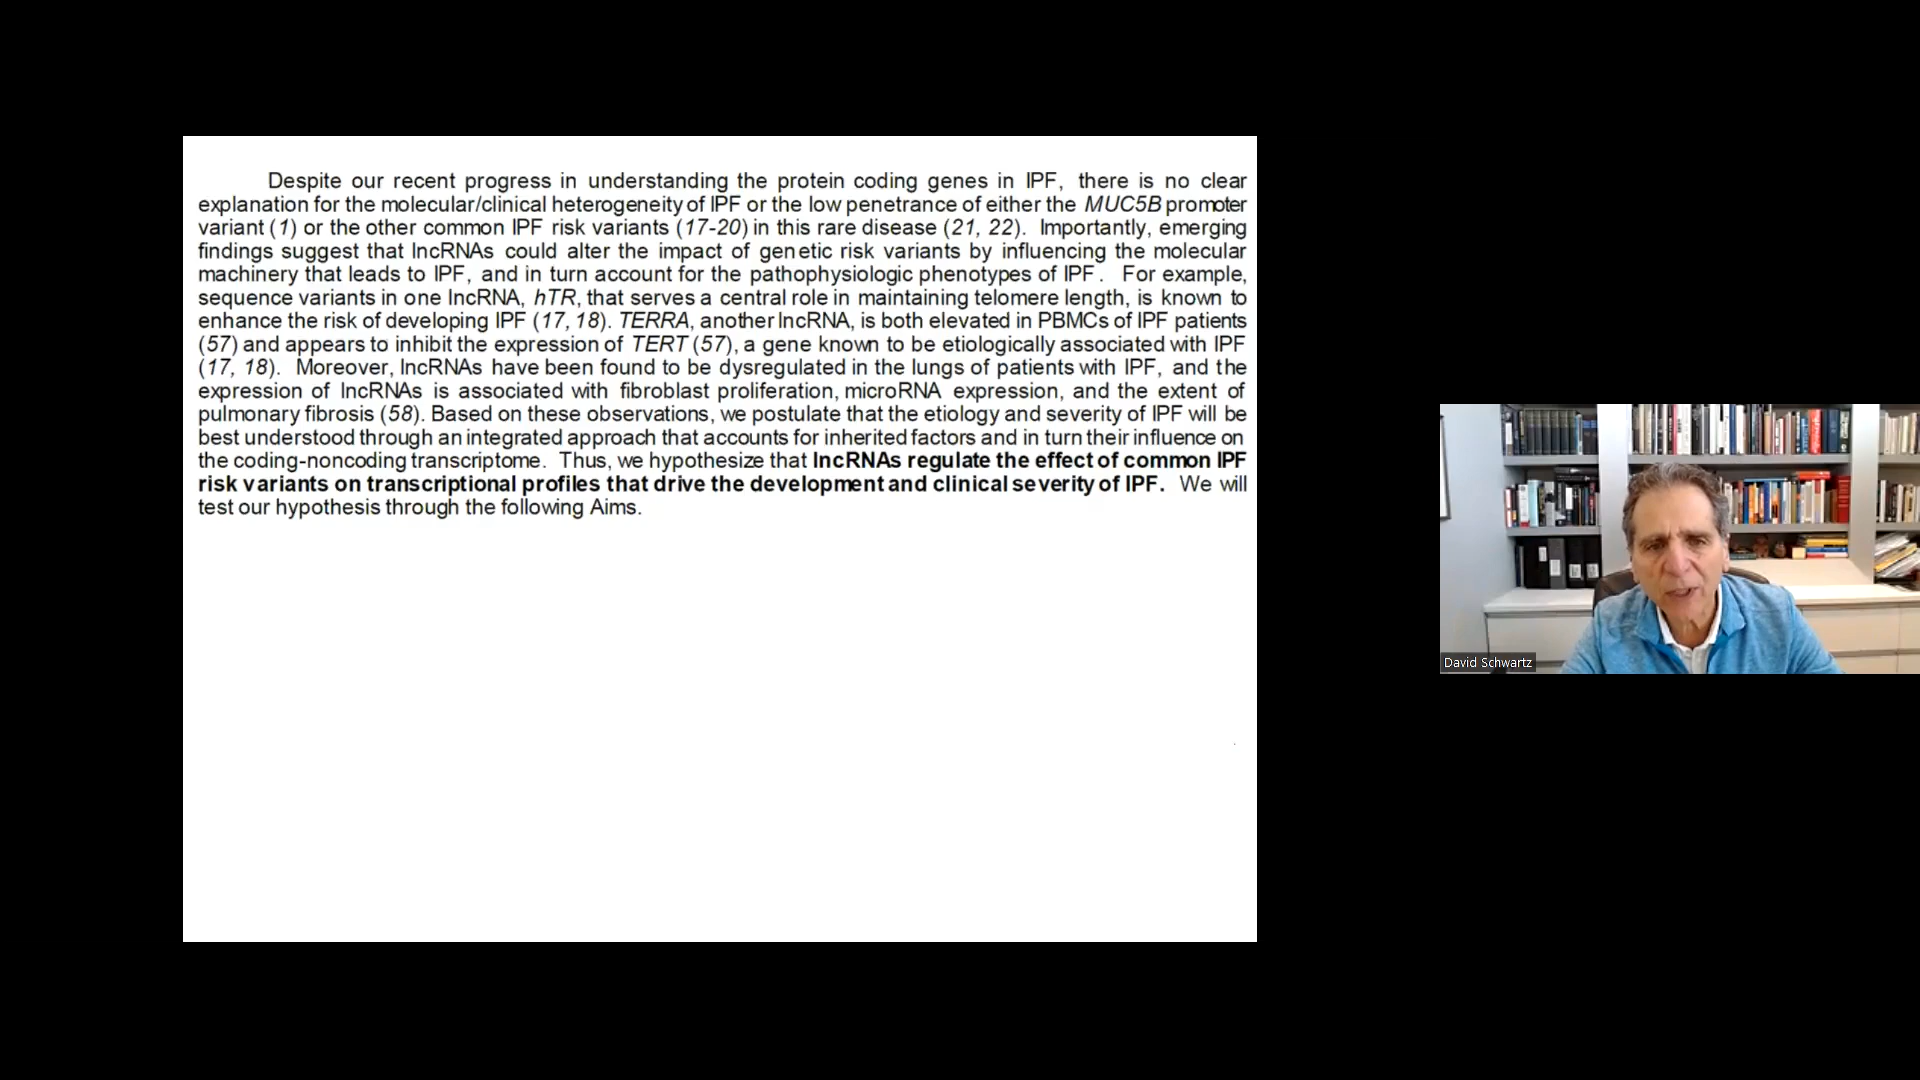 Despite our recent progress in understanding the protein coding genes in IPF, there is no clear
explanation for the molecular/clinical heterogeneity of IPF or the low penetrance of either the MUC5B promoter
variant (1) or the other common IPF risk variants (17-20) in this rare disease (21, 22). Importantly, emerging
findings suggest that lncRNAs could alter the impact of genetic risk variants by influencing the molecular
machinery that leads to IPF, and in turn account for the pathophysiologic phenotypes of IPF. For example,
sequence variants in one lncRNA, hTR, that serves a central role in maintaining telomere length, is known to
enhance the risk of developing IPF (17, 18). TERRA, another lncRNA, is both elevated in PBMCs of IPF patients
(57) and appears to inhibit the expression of TERT (57), a gene known to be etiologically associated with IPF
(17, 18). Moreover, lncRNAs have been found to be dysregulated in the lungs of patients with IPF, and the
expression of lncRNAs is associated with fibroblast proliferation, microRNA expression, and the extent of
pulmonary fibrosis (58). Based on these observations, we postulate that the etiology and severity of IPF will be
best understood through an integrated approach that accounts for inherited factors and in turn their influence on
the coding-noncoding transcriptome. Thus, we hypothesize that lncRNAs regulate the effect of common IPF
risk variants on transcriptional profiles that drive the development and clinical severity of IPF. We will
test our hypothesis through the following Aims.
David Schwartz